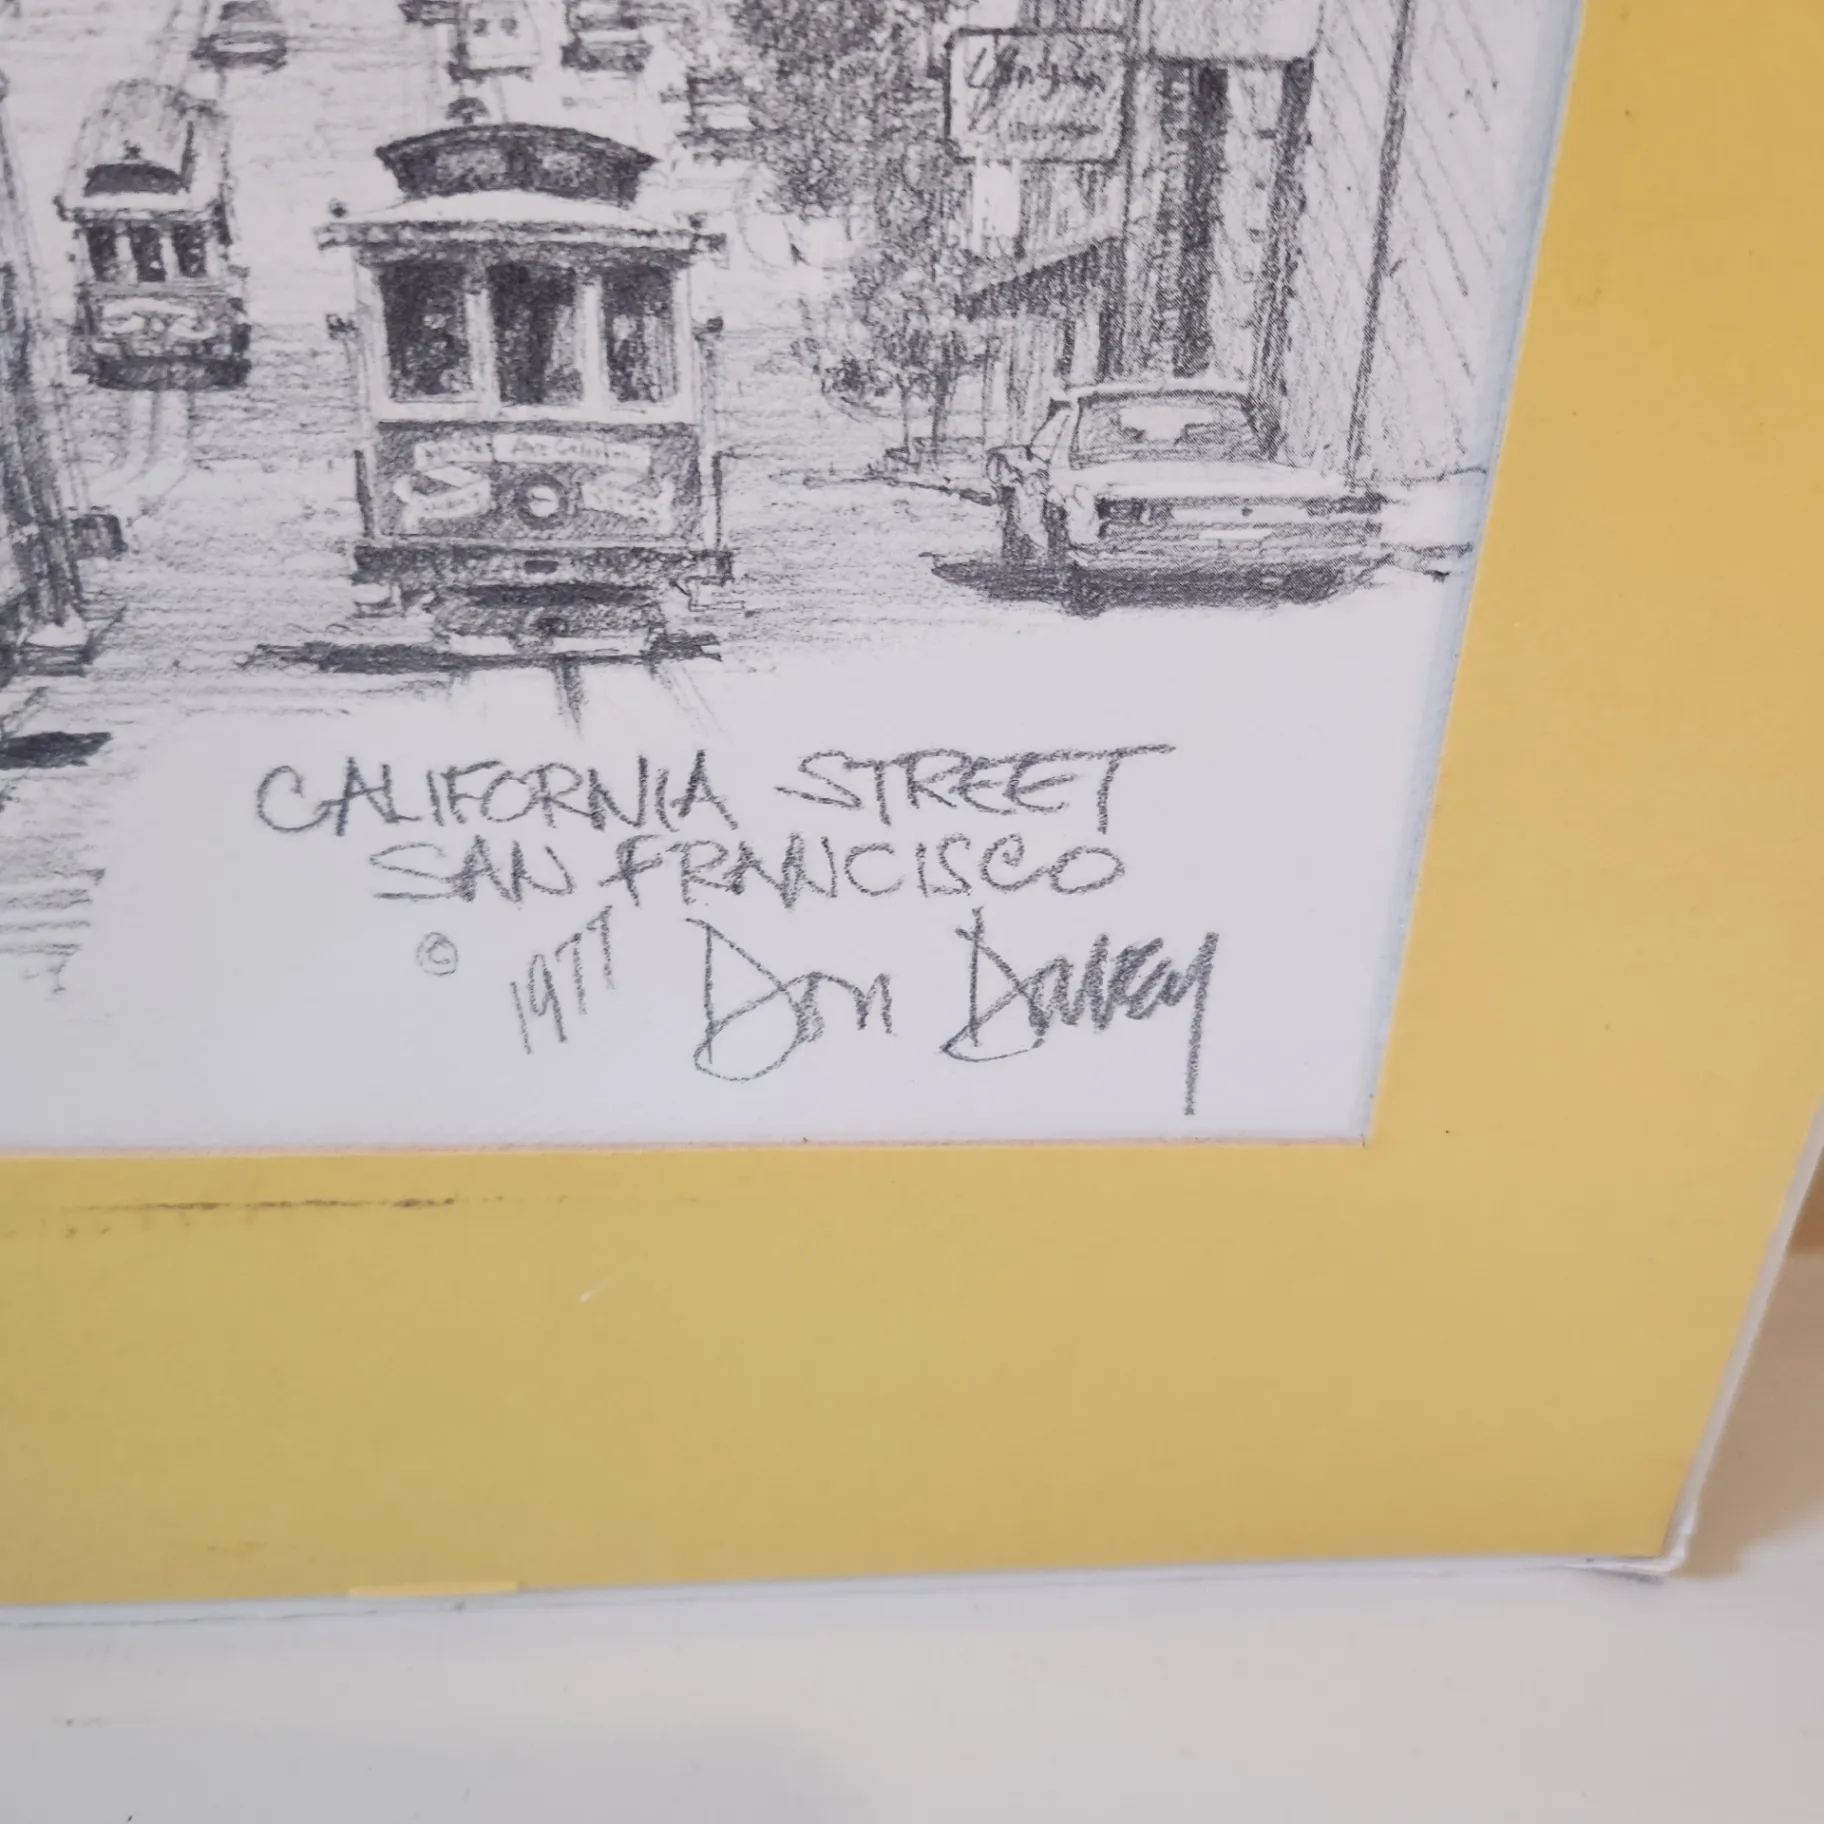 CALIFORNIA STREET
SAN FRANCISCO
© 1977 Don Davey